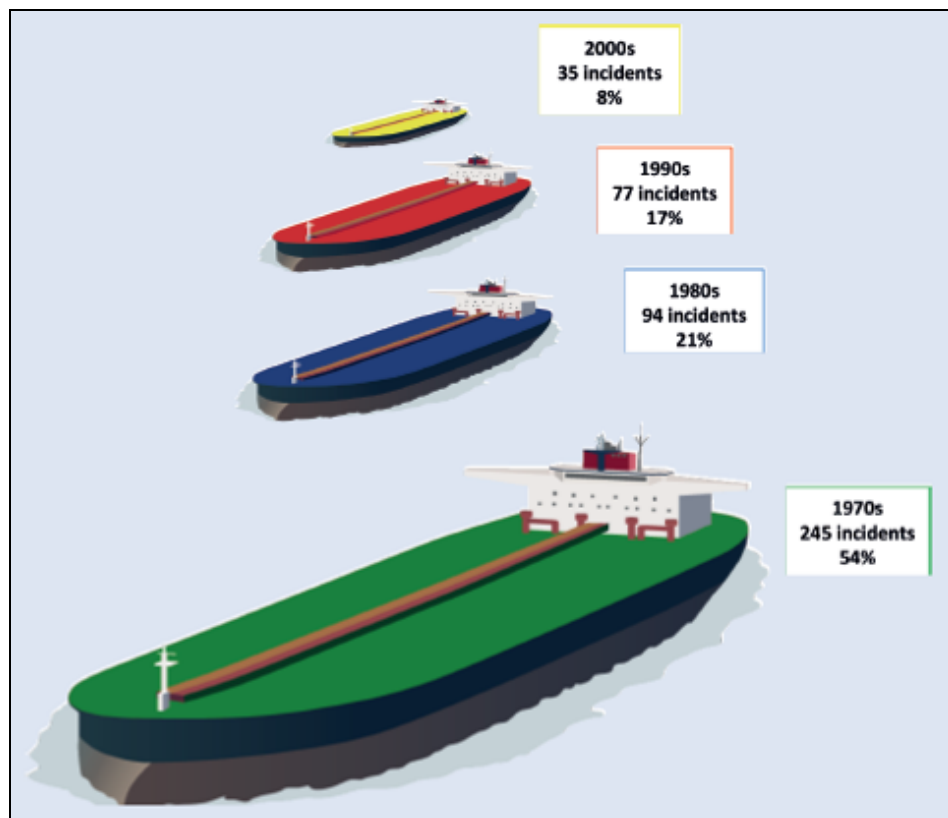 2000s
35 incidents
8%
1990s
77 incidents
17%
1980s
94 incidents
21%
1970s
245 incidents
54%